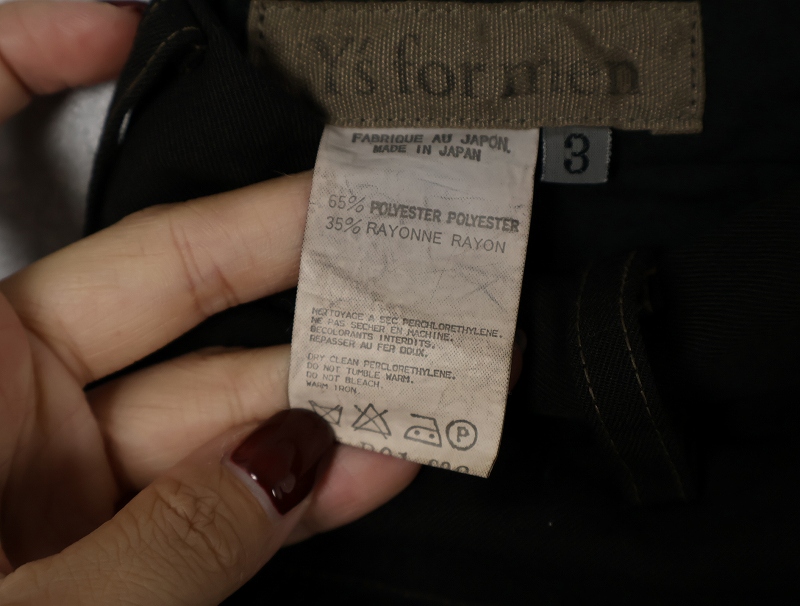 Y's for men
3
FABRIQUE AU JAPON.
MADE IN JAPAN
65% POLYESTER POLYESTER
35% RAYONNE RAYON
NETTOYAGE A SEC PERCHLORETHYLENE.
NE PAS SECHER EN MACHINE.
DECOLORANTS INTERDITS.
REPASSER AU FER DOUX.
DRY CLEAN PERCLORETHYLENE.
DO NOT TUMBLE WARM.
DO NOT BLEACH.
WARM IRON.
P